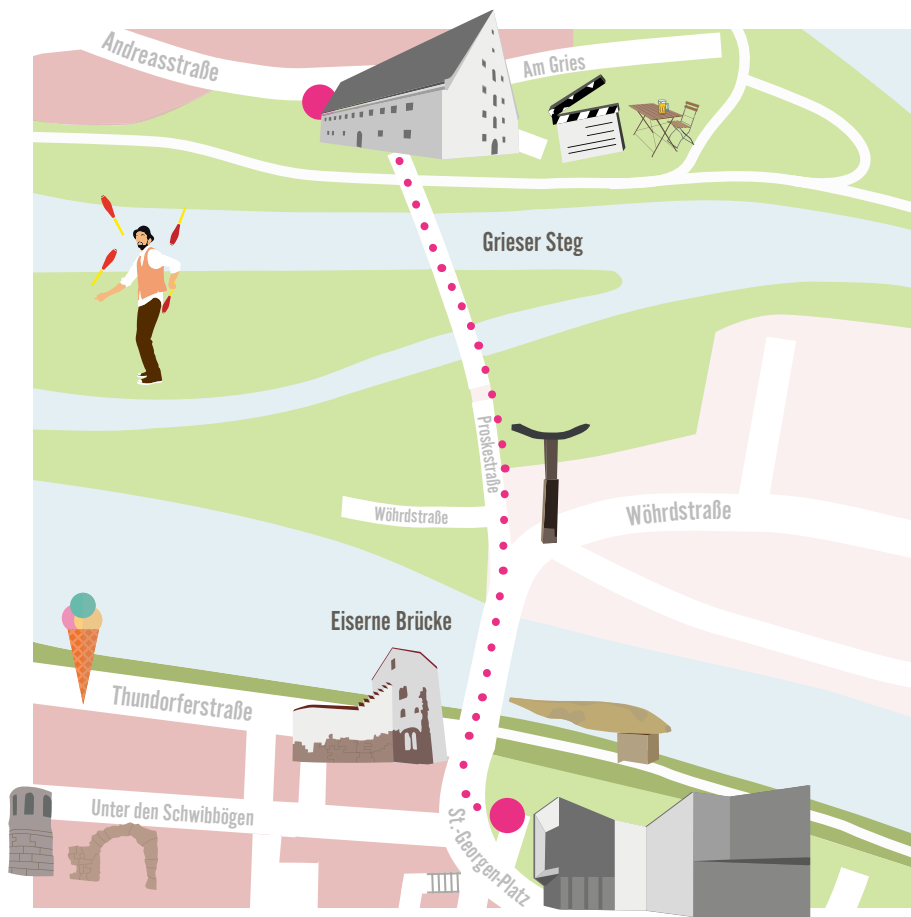 Andreasstraße
Am Gries
Grieser Steg
Proskestraße
Wöhrdstraße
Wöhrdstraße
Eiserne Brücke
Thundorferstraße
Unter den Schwibbögen
St.-Georgen-Platz